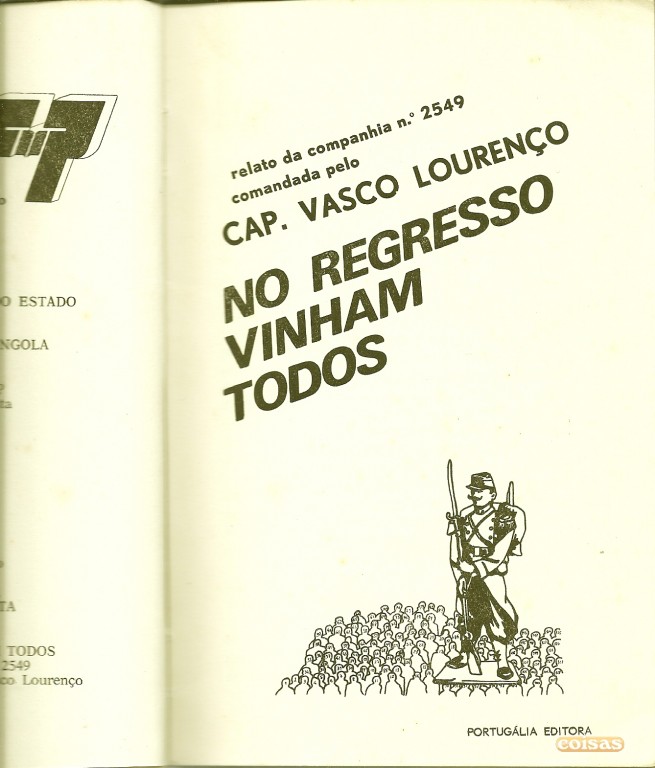 O ESTADO
NGOLA
ta
TA
TODOS
2549
co Lourenço
relato da companhia n.º 2549
comandada pelo
CAP. VASCO LOURENÇO
NO REGRESSO
VINHAM
TODOS
PORTUGÁLIA EDITORA
coisas